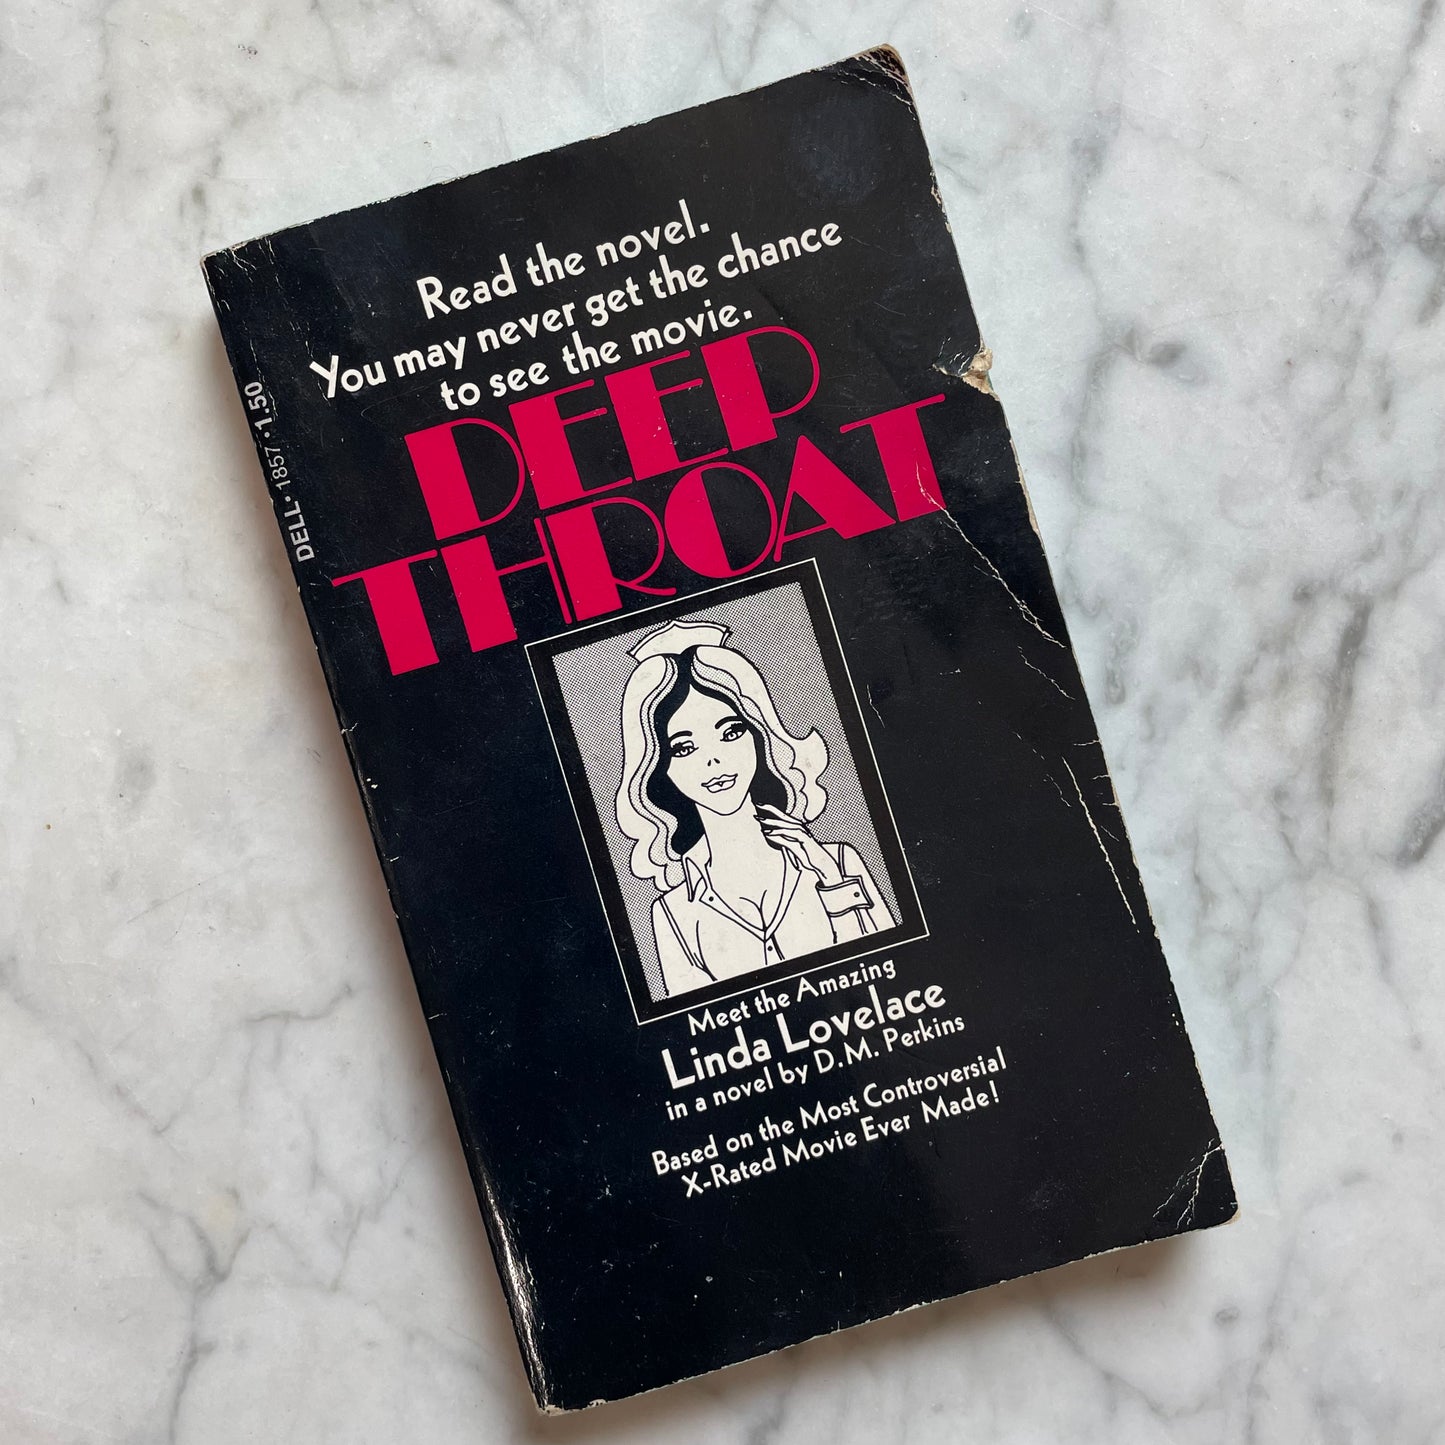 Read the novel.
You may never get the chance
to see the movie.
DEEP
THROAT
DELL • 1857 • 1.50
Meet the Amazing
Linda Lovelace
in a novel by D.M. Perkins
Based on the Most Controversial
X-Rated Movie Ever Made!